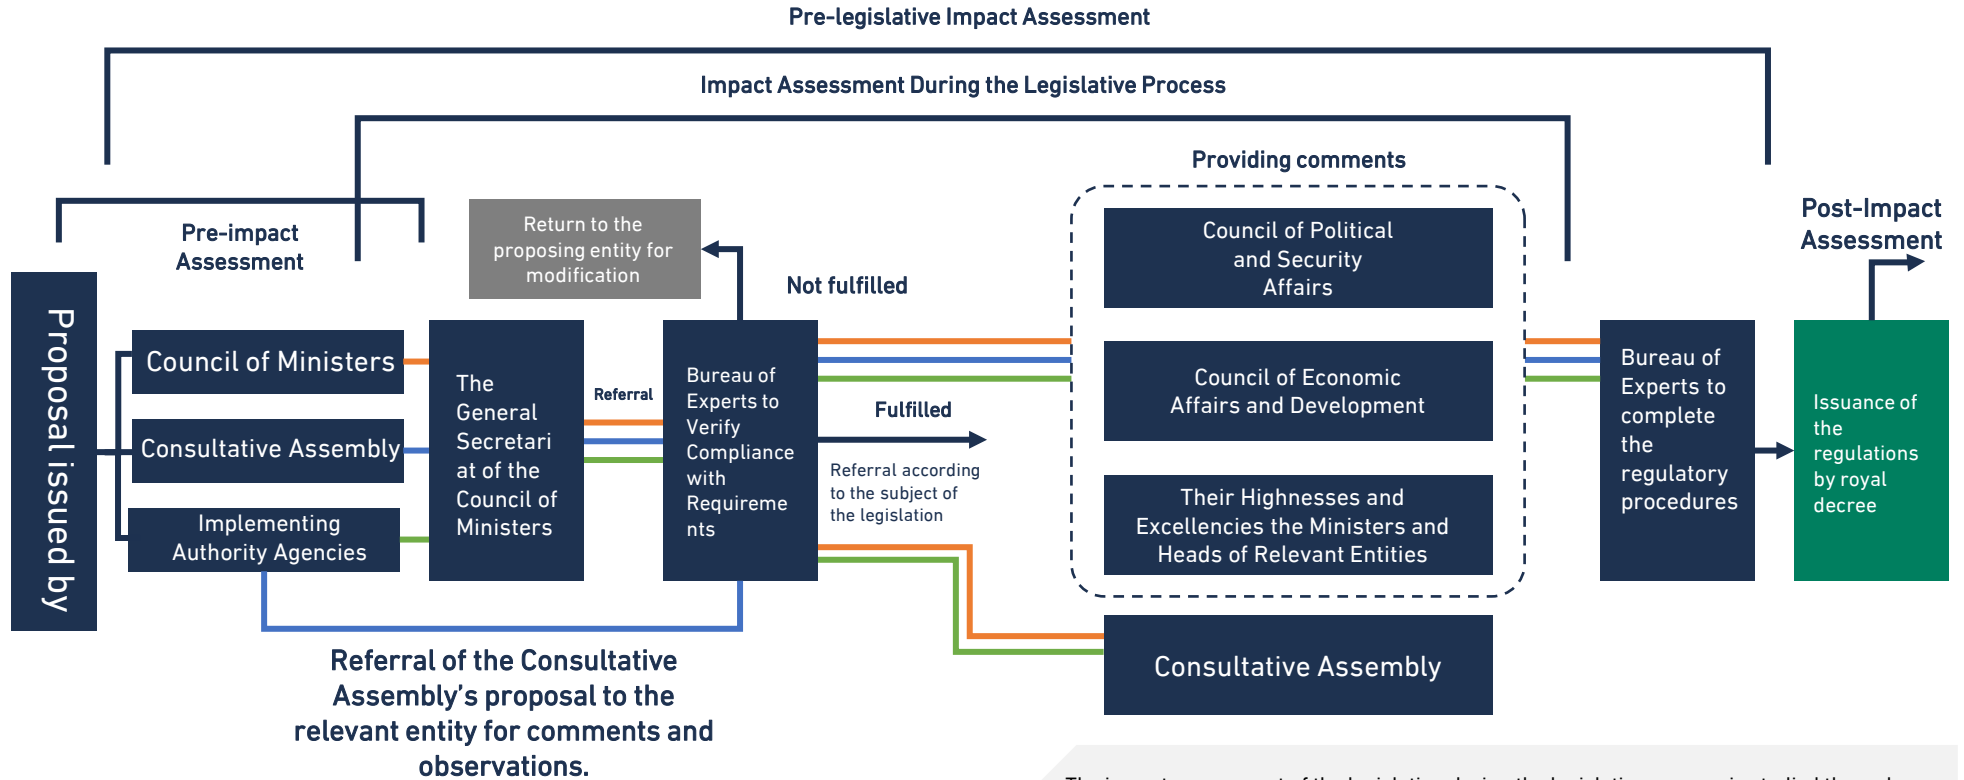 Pre-legislative Impact Assessment
Impact Assessment During the Legislative Process
Providing comments
Pre-impact
Assessment
Post-Impact
Assessment
Return to the
proposing entity for
modification
Not fulfilled
Proposal issued by
Council of Ministers
Consultative Assembly
Implementing
Authority Agencies
The
General
Secretari
at of the
Council of
Ministers
Referral
Bureau of
Experts to
Verify
Compliance
with
Requireme
nts
Fulfilled
Referral according
to the subject of
the legislation
Council of Political
and Security
Affairs
Council of Economic
Affairs and Development
Their Highnesses and
Excellencies the Ministers and
Heads of Relevant Entities
Consultative Assembly
Bureau of
Experts to
complete
the
regulatory
procedures
Issuance of
the
regulations
by royal
decree
Referral of the Consultative
Assembly’s proposal to the
relevant entity for comments and
observations.